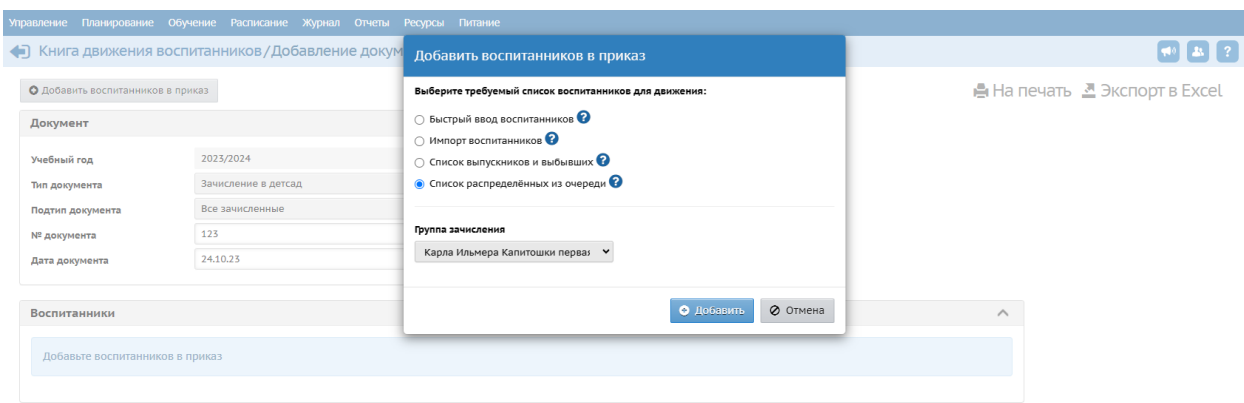 Управление Планирование Обучение Расписание Журнал Отчеты Ресурсы Питание
Книга движения воспитанников/Добавление докум
Добавить воспитанников в приказ
На печать Экспорт в Excel
Документ
Учебный год 2023/2024
Тип документа Зачисление в детсад
Подтип документа Все зачисленные
№ документа 123
Дата документа 24.10.23
Воспитанники
Добавьте воспитанников в приказ
Добавить воспитанников в приказ
Выберите требуемый список воспитанников для движения:
Быстрый ввод воспитанников ?
Импорт воспитанников ?
Список выпускников и выбывших ?
Список распределённых из очереди ?
Группа зачисления
Карла Ильмера Капитошки первая
Добавить Отмена